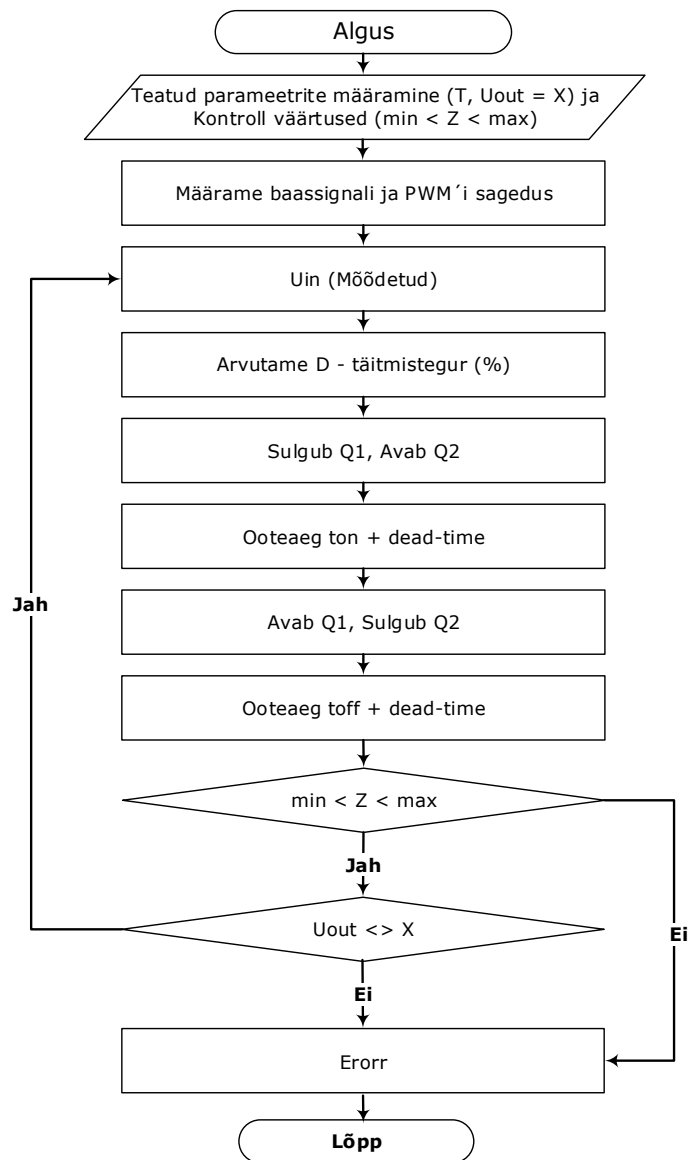 Algus
Teatud parameetrite määramine (T, Uout = X) ja
Kontroll väärtused (min < Z < max)
Määrame baassignali ja PWM´i sagedus
Uin (Mõõdetud)
Arvutame D - täitmistegur (%)
Sulgub Q1, Avab Q2
Ooteaeg ton + dead-time
Jah
Avab Q1, Sulgub Q2
Ooteaeg toff + dead-time
min < Z < max
Jah
Uout <> X
Ei
Ei
Erorr
Lõpp